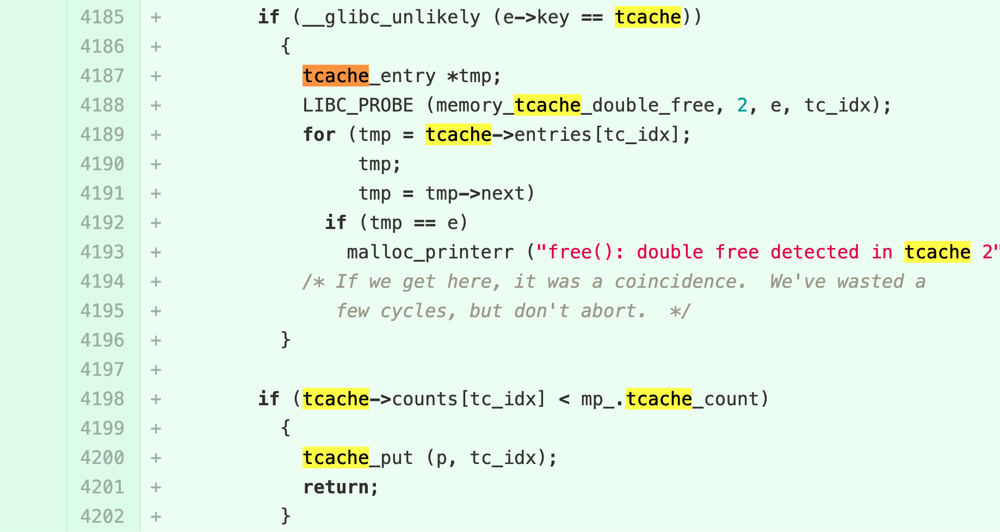 4185 + if (__glibc_unlikely (e->key == tcache))
4186 + {
4187 + tcache_entry *tmp;
4188 + LIBC_PROBE (memory_tcache_double_free, 2, e, tc_idx);
4189 + for (tmp = tcache->entries[tc_idx];
4190 + tmp;
4191 + tmp = tmp->next)
4192 + if (tmp == e)
4193 + malloc_printerr ("free(): double free detected in tcache 2"
4194 + /* If we get here, it was a coincidence.  We've wasted a
4195 + few cycles, but don't abort.  */
4196 + }
4197 +
4198 + if (tcache->counts[tc_idx] < mp_.tcache_count)
4199 + {
4200 + tcache_put (p, tc_idx);
4201 + return;
4202 + }